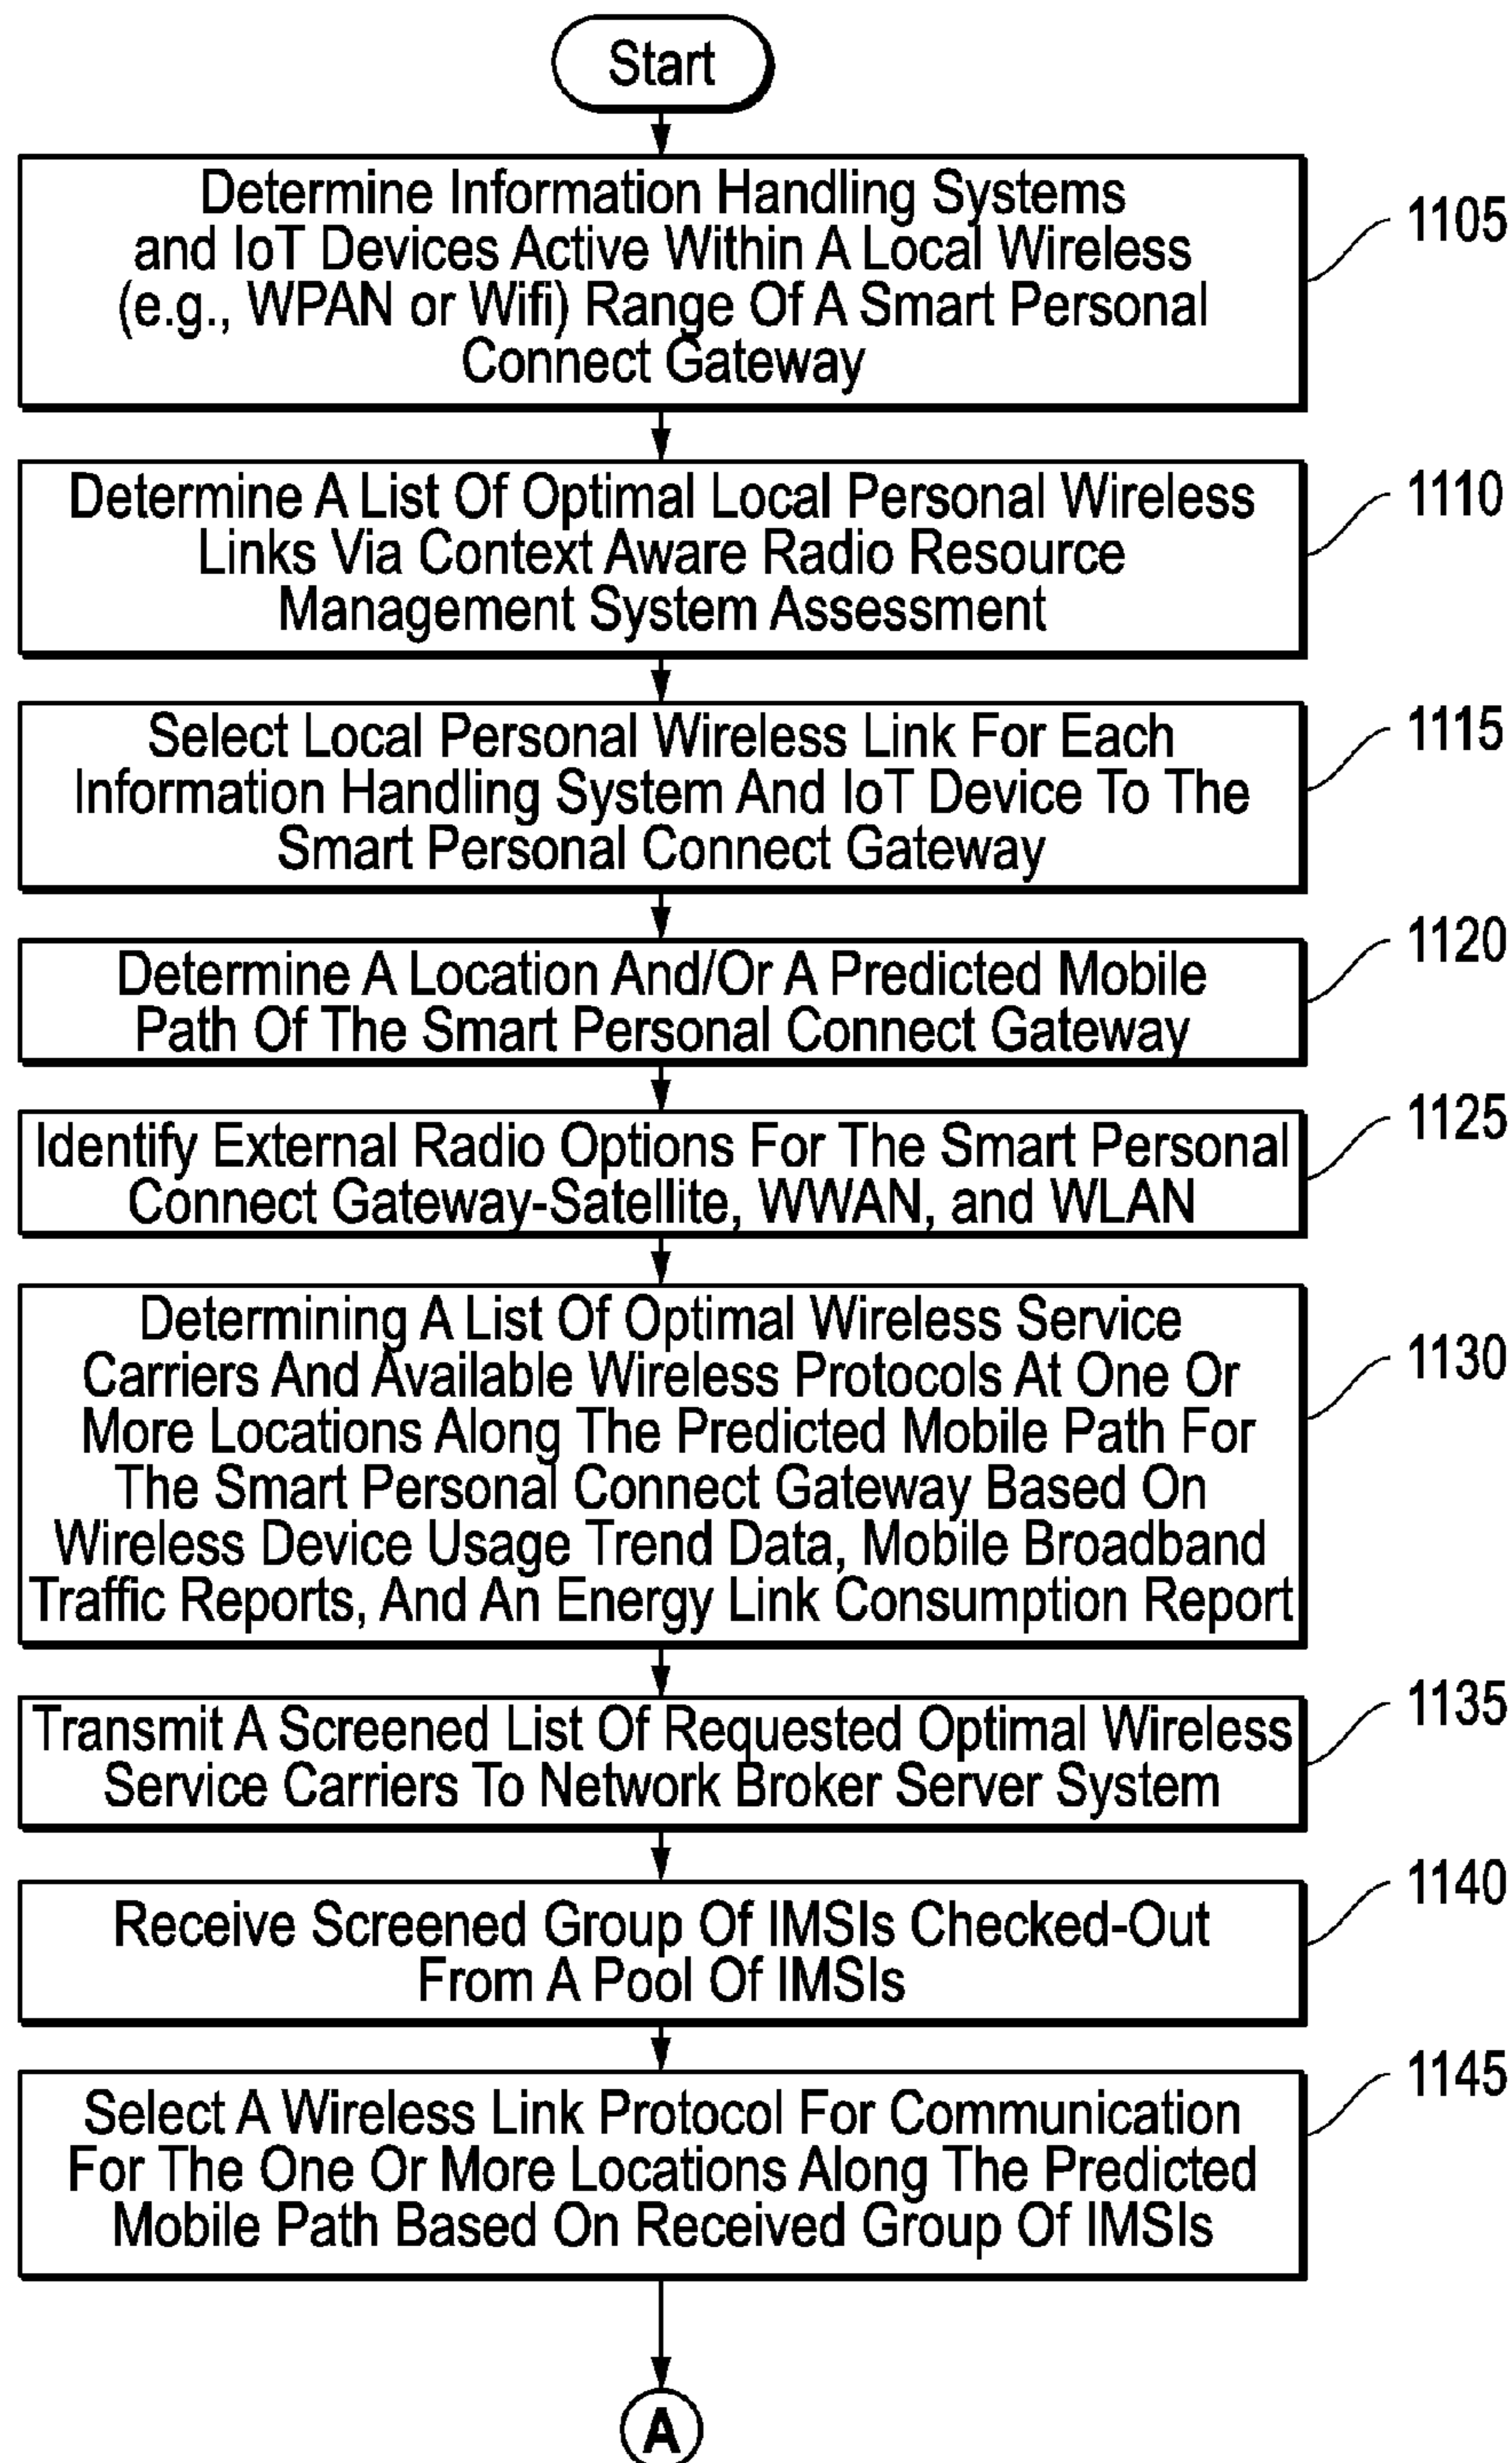 Start
Determine Information Handling Systems
and IoT Devices Active Within A Local Wireless
(e.g., WPAN or Wifi) Range Of A Smart Personal
Connect Gateway
1105
Determine A List Of Optimal Local Personal Wireless
Links Via Context Aware Radio Resource
Management System Assessment
1110
Select Local Personal Wireless Link For Each
Information Handling System And IoT Device To The
Smart Personal Connect Gateway
1115
Determine A Location And/Or A Predicted Mobile
Path Of The Smart Personal Connect Gateway
1120
Identify External Radio Options For The Smart Personal
Connect Gateway-Satellite, WWAN, and WLAN
1125
Determining A List Of Optimal Wireless Service
Carriers And Available Wireless Protocols At One Or
More Locations Along The Predicted Mobile Path For
The Smart Personal Connect Gateway Based On
Wireless Device Usage Trend Data, Mobile Broadband
Traffic Reports, And An Energy Link Consumption Report
1130
Transmit A Screened List Of Requested Optimal Wireless
Service Carriers To Network Broker Server System
1135
Receive Screened Group Of IMSIs Checked-Out
From A Pool Of IMSIs
1140
Select A Wireless Link Protocol For Communication
For The One Or More Locations Along The Predicted
Mobile Path Based On Received Group Of IMSIs
1145
A